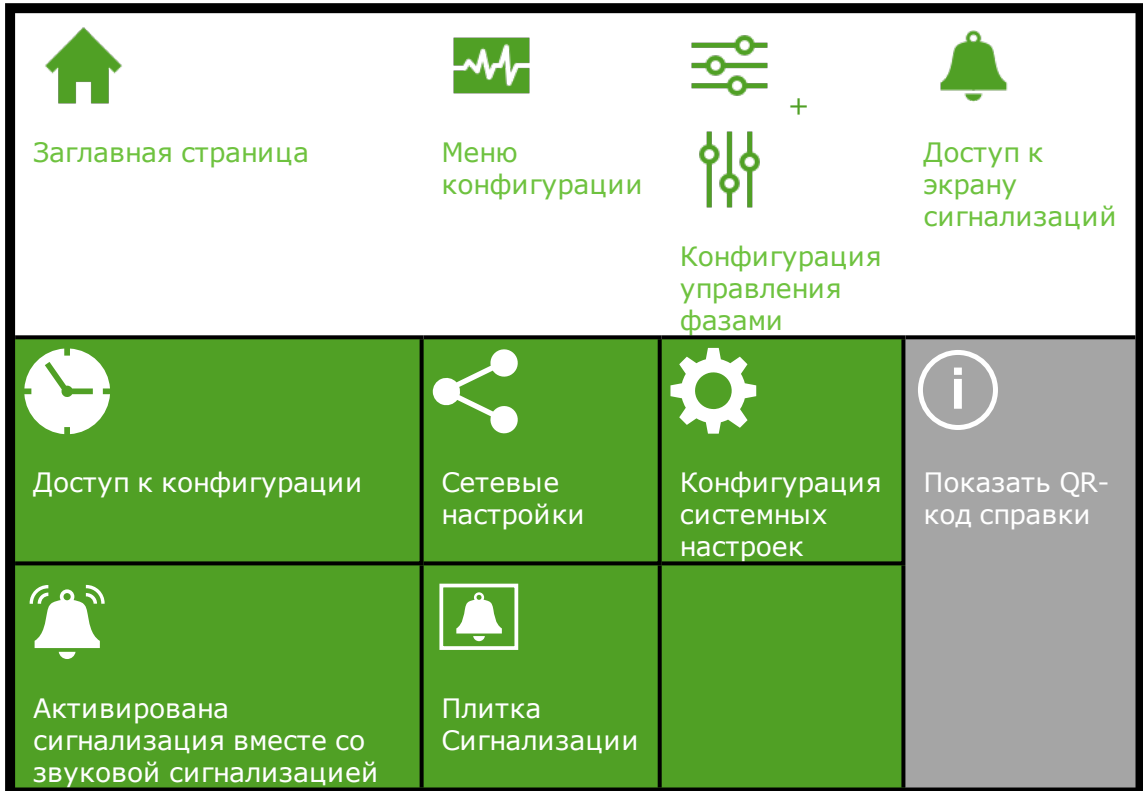 +
Заглавная страница
Меню
конфигурации
Конфигурация
управления
фазами
Доступ к
экрану
сигнализаций
Доступ к конфигурации
Сетевые
настройки
Конфигурация
системных
настроек
i
Показать QR-
код справки
Активирована
сигнализация вместе со
звуковой сигнализацией
Плитка
Сигнализации